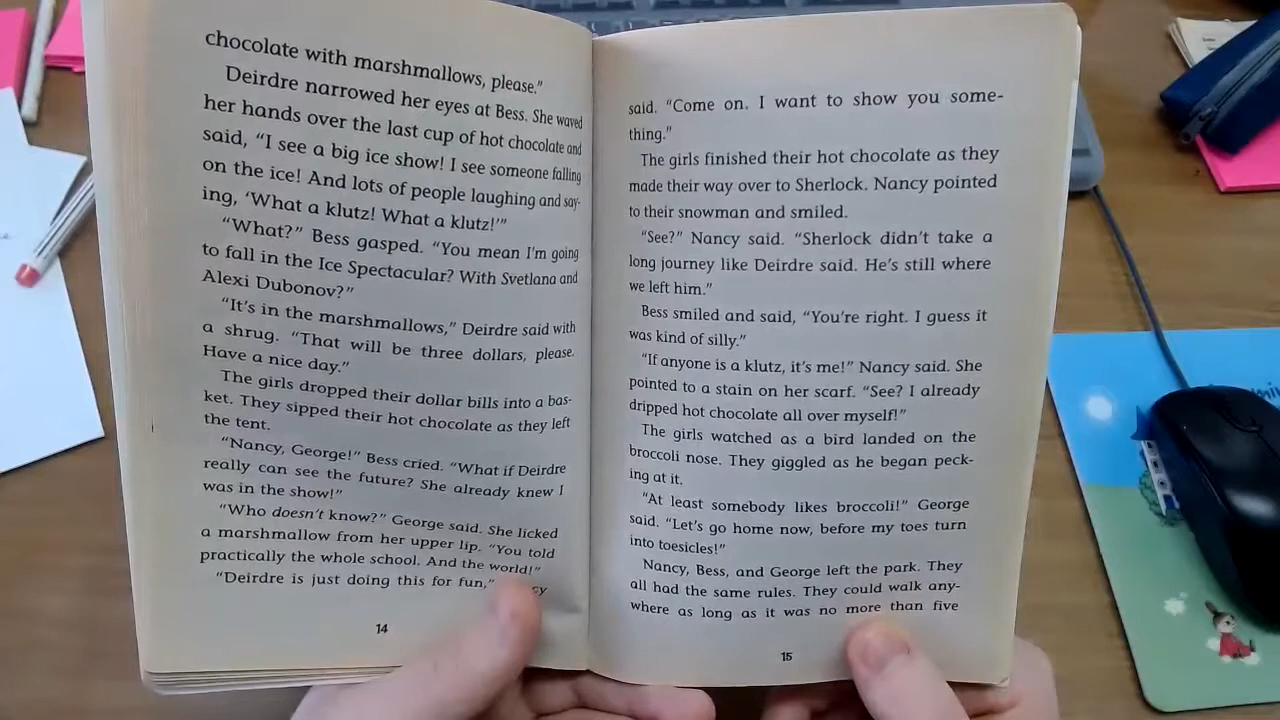 chocolate with marshmallows, please."
Deirdre narrowed her eyes at Bess. She waved
her hands over the last cup of hot chocolate and
said, "I see a big ice show! I see someone falling
on the ice! And lots of people laughing and say-
ing, 'What a klutz! What a klutz!'"
"What?" Bess gasped. "You mean I'm going
to fall in the Ice Spectacular? With Svetlana and
Alexi Dubonov?"
"It's in the marshmallows," Deirdre said with
a shrug. "That will be three dollars, please.
Have a nice day."
The girls dropped their dollar bills into a bas-
ket. They sipped their hot chocolate as they left
the tent.
"Nancy, George!" Bess cried. "What if Deirdre
really can see the future? She already knew I
was in the show!"
"Who doesn't know?" George said. She licked
a marshmallow from her upper lip. "You told
practically the whole school. And the world!"
"Deirdre is just doing this for fun,"
14
said. "Come on. I want to show you some-
thing."
The girls finished their hot chocolate as they
made their way over to Sherlock. Nancy pointed
to their snowman and smiled.
"See?" Nancy said. "Sherlock didn't take a
long journey like Deirdre said. He's still where
we left him."
Bess smiled and said, "You're right. I guess it
was kind of silly."
"If anyone is a klutz, it's me!" Nancy said. She
pointed to a stain on her scarf. "See? I already
dripped hot chocolate all over myself!"
The girls watched as a bird landed on the
broccoli nose. They giggled as he began peck-
ing at it.
"At least somebody likes broccoli!" George
said. "Let's go home now, before my toes turn
into toesicles!"
Nancy, Bess, and George left the park. They
all had the same rules. They could walk any-
where as long as it was no more than five
15